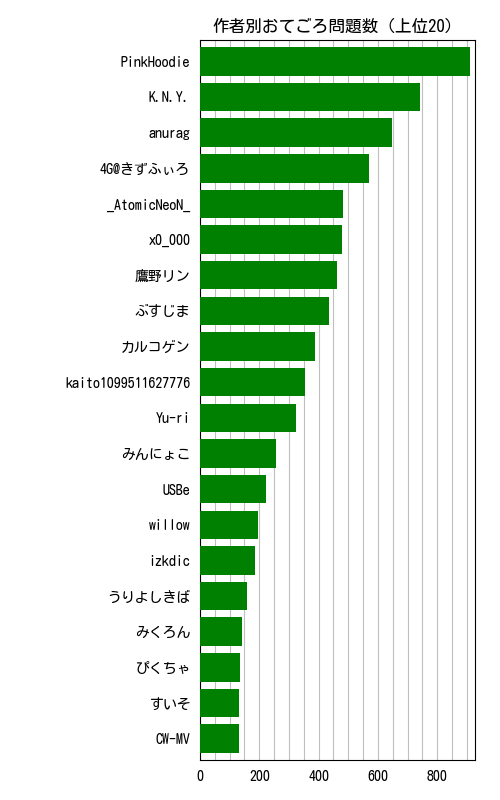 作者別おてごろ問題数（上位20）
PinkHoodie
K.N.Y.
anurag
4G@きずふぃろ
_AtomicNeoN_
x0_000
鷹野リン
ぶすじま
カルコゲン
kaito1099511627776
Yu-ri
みんにょこ
USBe
willow
izkdic
うりよしきば
みくろん
ぴくちゃ
すいそ
CW-MV
0 200 400 600 800